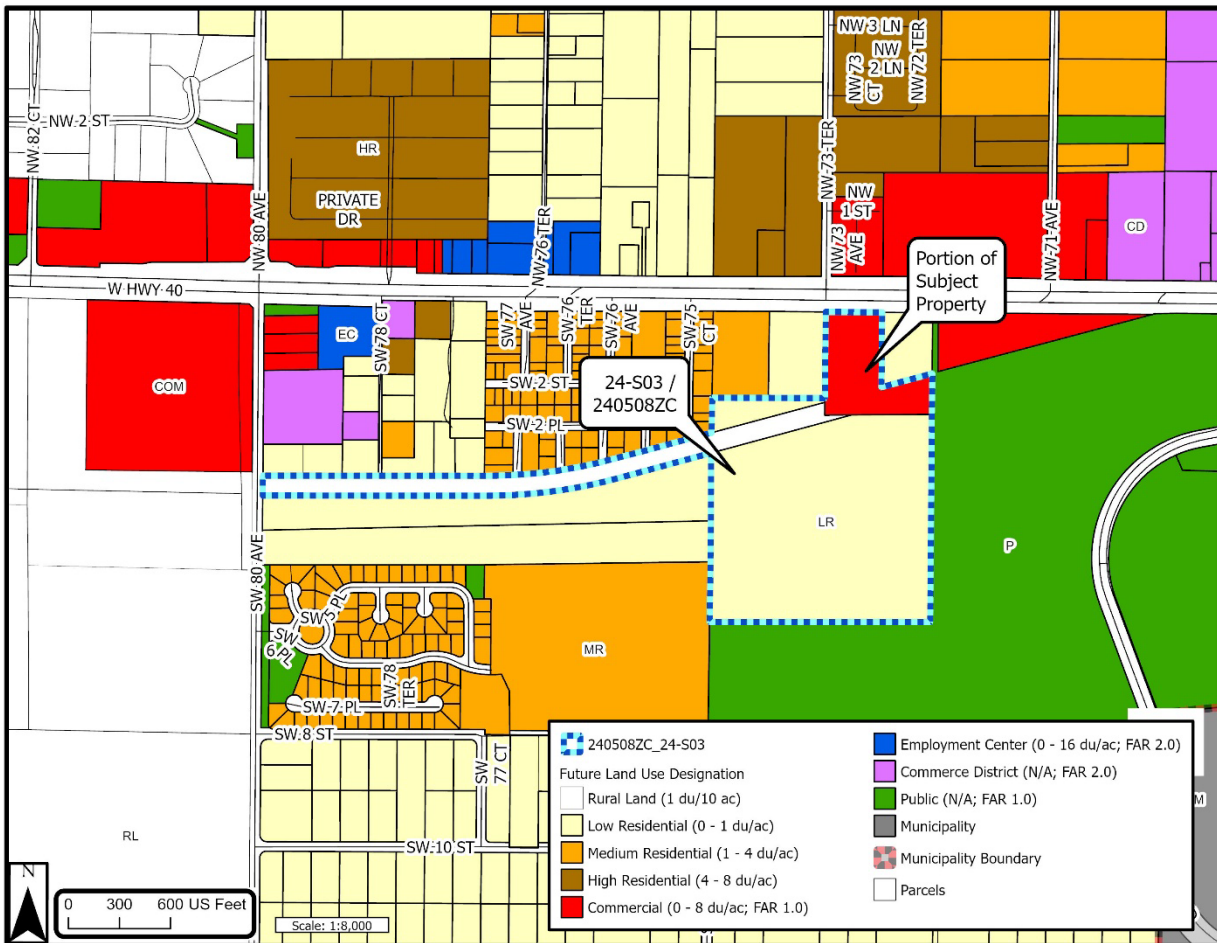 NW 3 LN
NW
2 LN
NW 73
CT
NW 72 TER
NW 82 CT
NW 2 ST
HR
PRIVATE
DR
NW 80 AVE
NW 76 TER
NW 73 TER
NW
1 ST
NW 73
AVE
NW 71 AVE
CD
Portion of
Subject
Property
W HWY 40
COM
EC
SW 78 CT
SW 77
AVE
SW 76
TER
SW 76
AVE
SW 75
CT
SW 2 ST
SW 2 PL
24-S03 /
240508ZC
LR
P
SW 80 AVE
SW 5 PL
SW
6 PL
SW 78
TER
SW 7 PL
MR
SW 8 ST
SW
77 CT
SW 10 ST
RL
M
N
0 300 600 US Feet
Scale: 1:8,000
240508ZC_24-S03
Future Land Use Designation
Rural Land (1 du/10 ac)
Low Residential (0 - 1 du/ac)
Medium Residential (1 - 4 du/ac)
High Residential (4 - 8 du/ac)
Commercial (0 - 8 du/ac; FAR 1.0)
Employment Center (0 - 16 du/ac; FAR 2.0)
Commerce District (N/A; FAR 2.0)
Public (N/A; FAR 1.0)
Municipality
Municipality Boundary
Parcels